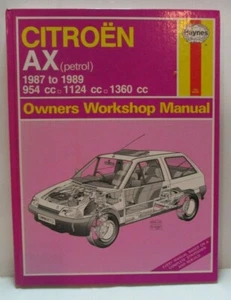 CITROËN
Haynes
AX (petrol)
1987 to 1989
954 cc □ 1124 cc □ 1360 cc
Owners Workshop Manual